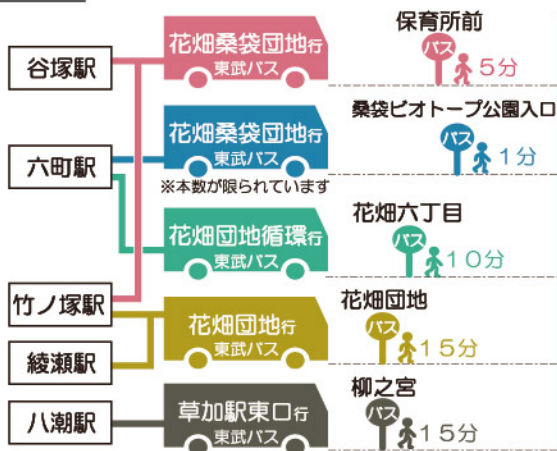 谷塚駅
花畑桑袋団地行
東武バス
保育所前
バス
5分
六町駅
花畑桑袋団地行
東武バス
※本数が限られています
桑袋ビオトープ公園入口
バス
1分
花畑団地循環行
東武バス
花畑六丁目
バス
10分
竹ノ塚駅
綾瀬駅
花畑団地行
東武バス
花畑団地
バス
15分
八潮駅
草加駅東口行
東武バス
柳之宮
バス
15分